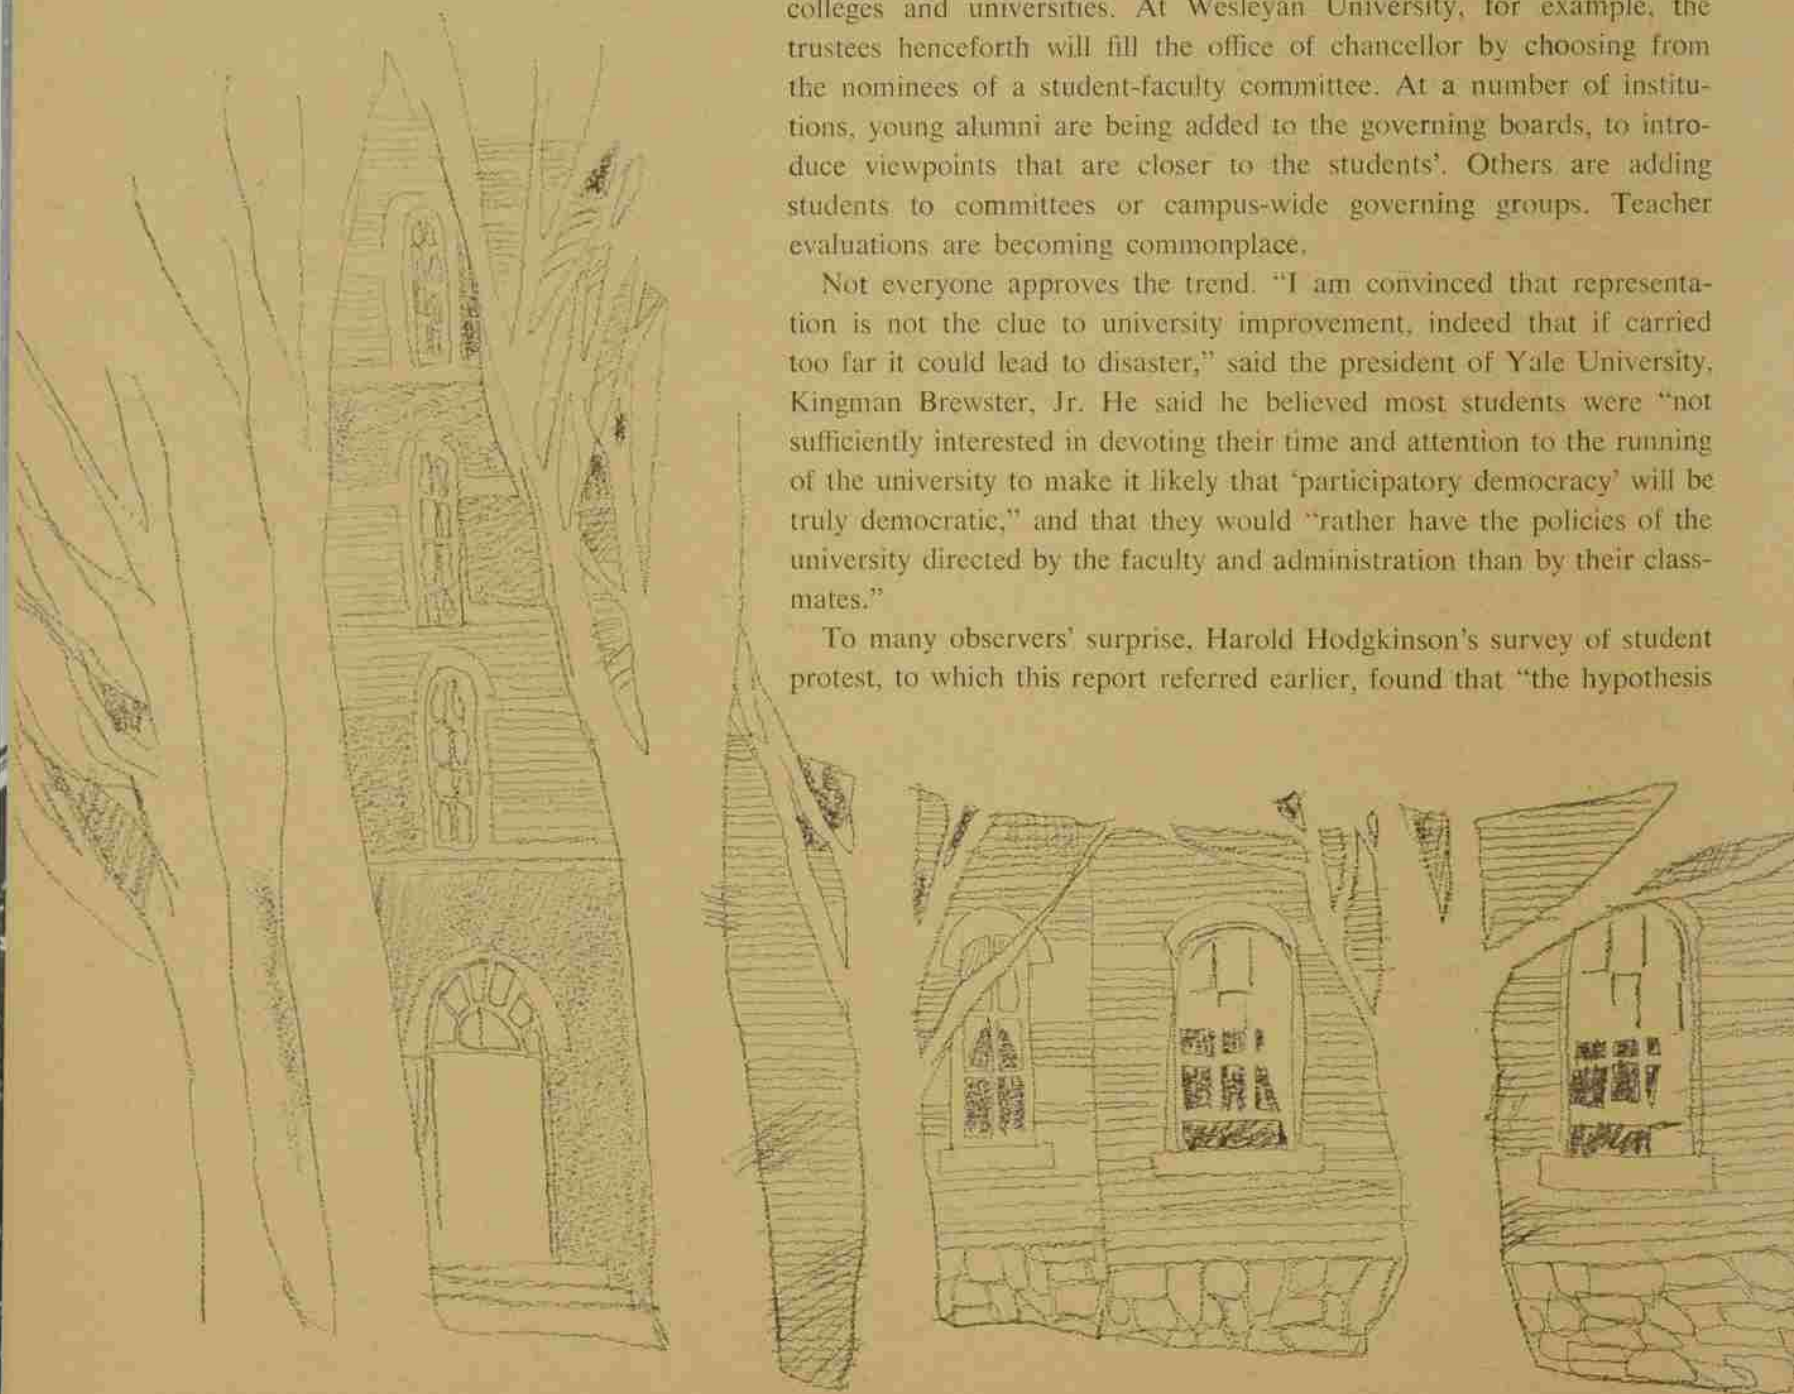 colleges and universities. At Wesleyan University, for example, the
trustees henceforth will fill the office of chancellor by choosing from
the nominees of a student-faculty committee. At a number of institu-
tions, young alumni are being added to the governing boards, to intro-
duce viewpoints that are closer to the students’. Others are adding
students to committees or campus-wide governing groups. Teacher
evaluations are becoming commonplace.
Not everyone approves the trend. “I am convinced that representa-
tion is not the clue to university improvement, indeed that if carried
too far it could lead to disaster,” said the president of Yale University,
Kingman Brewster, Jr. He said he believed most students were “not
sufficiently interested in devoting their time and attention to the running
of the university to make it likely that ‘participatory democracy’ will be
truly democratic,” and that they would “rather have the policies of the
university directed by the faculty and administration than by their class-
mates.”
To many observers’ surprise, Harold Hodgkinson’s survey of student
protest, to which this report referred earlier, found that “the hypothesis